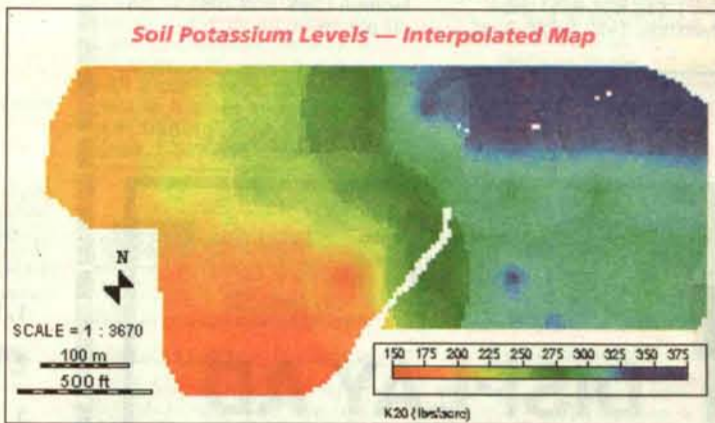 Soil Potassium Levels — Interpolated Map
N
SCALE = 1 : 3670
100 m
500 ft
150 175 200 225 250 275 300 325 350 375
K20 (lbs/acre)